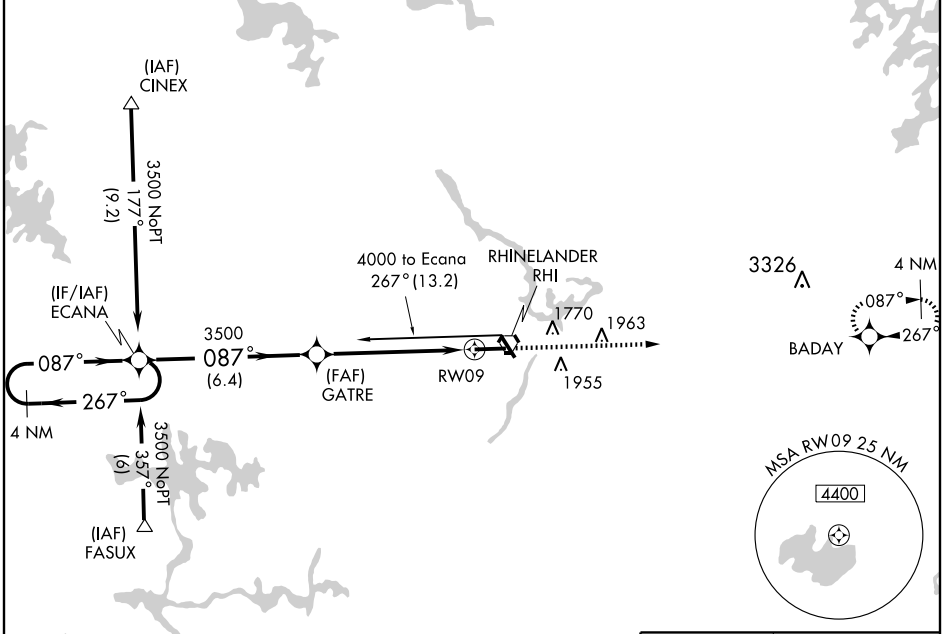 (IAF)
CINEX
3500 NoPT
177°
(9.2)
4000 to Ecana
267° (13.2)
RHINELANDER
RHI
3326
4 NM
087°
267°
BADAY
(IF/IAF)
ECANA
1770
1963
1955
087°
3500
087°
(6.4)
(FAF)
GATRE
RW09
267°
4 NM
3500 NoPT
357°
(6)
(IAF)
FASUX
MSA RW09 25 NM
4400